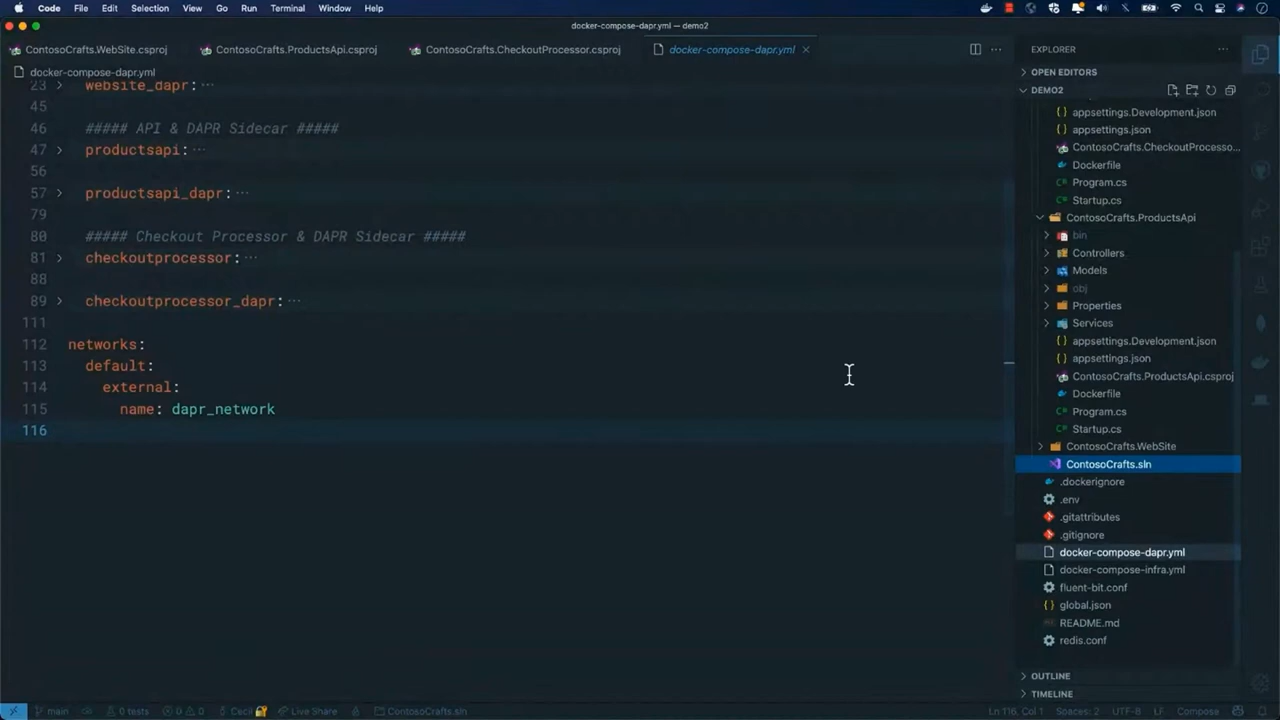 Code File Edit Selection View Go Run Terminal Window Help
docker-compose-dapr.yml — demo2
ContosoCrafts.WebSite.csproj ContosoCrafts.ProductsApi.csproj ContosoCrafts.CheckoutProcessor.csproj docker-compose-dapr.yml
docker-compose-dapr.yml
23 website_dapr: ...
45
46 ##### API & DAPR Sidecar #####
47 productsapi: ...
56
57 productsapi_dapr: ...
79
80 ##### Checkout Processor & DAPR Sidecar #####
81 checkoutprocessor: ...
88
89 checkoutprocessor_dapr: ...
111
112 networks:
113 default:
114 external:
115 name: dapr_network
116
EXPLORER
OPEN EDITORS
DEMO2
appsettings.Development.json
appsettings.json
ContosoCrafts.CheckoutProcesso...
Dockerfile
Program.cs
Startup.cs
ContosoCrafts.ProductsApi
bin
Controllers
Models
obj
Properties
Services
appsettings.Development.json
appsettings.json
ContosoCrafts.ProductsApi.csproj
Dockerfile
Program.cs
Startup.cs
ContosoCrafts.WebSite
ContosoCrafts.sln
.dockerignore
.env
.gitattributes
.gitignore
docker-compose-dapr.yml
docker-compose-infra.yml
fluent-bit.conf
global.json
README.md
redis.conf
OUTLINE
TIMELINE
main 0 tests 0 0 Cecil Live Share ContosoCrafts.sln Ln 116, Col 1 Spaces: 2 UTF-8 LF Compose